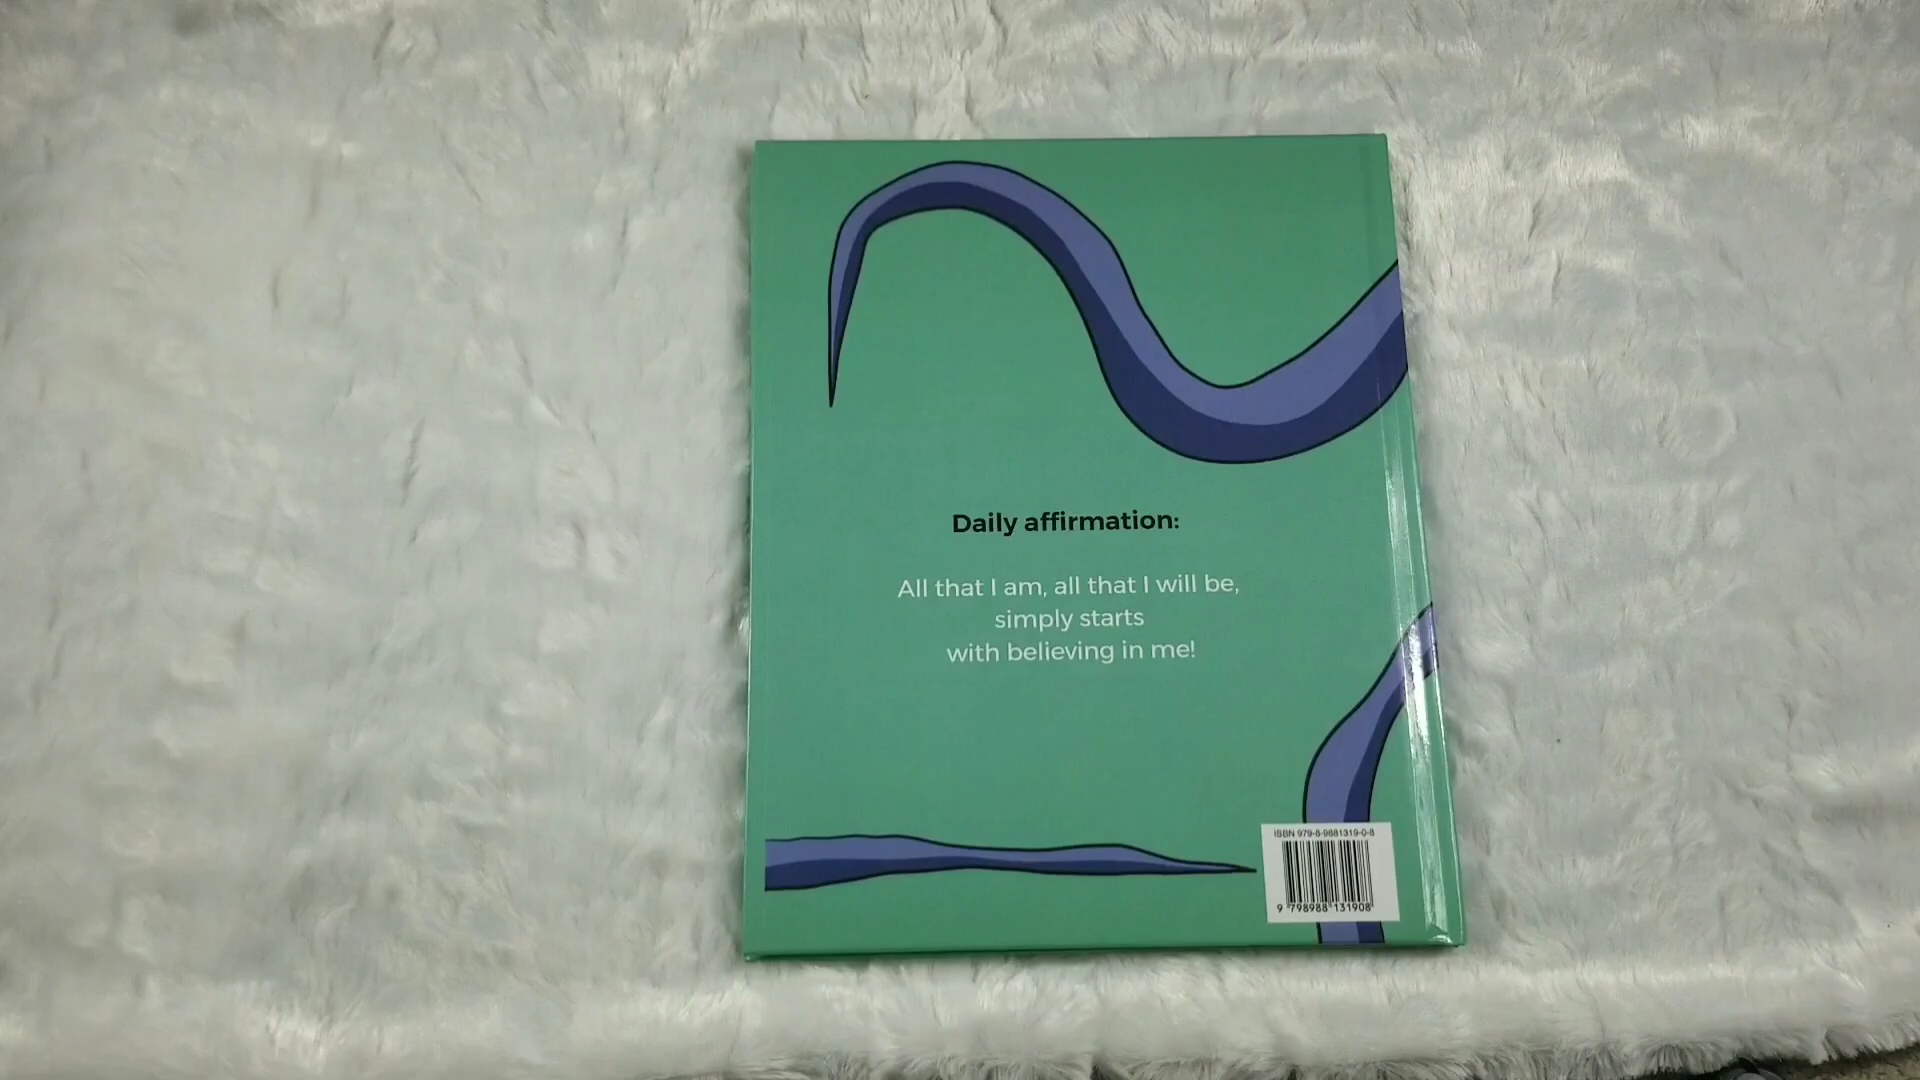 Daily affirmation:
All that I am, all that I will be,
simply starts
with believing in me!
ISBN 979-8-9881319-0-8
9 798988 131908